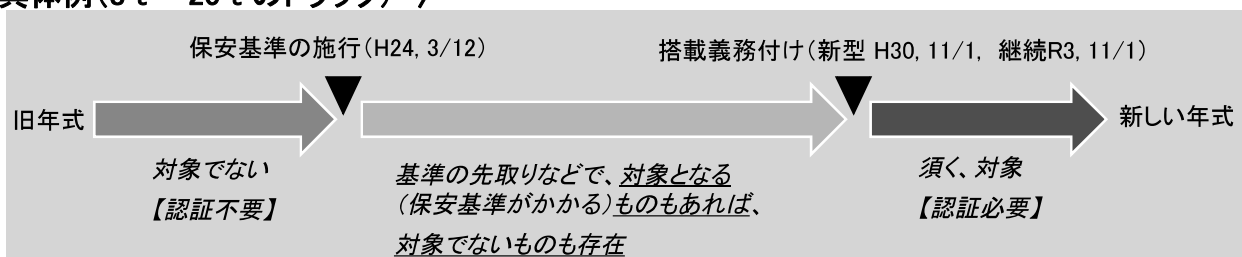 保安基準の施行(H24, 3/12)
搭載義務付け(新型 H30, 11/1, 継続R3, 11/1)
旧年式
新しい年式
対象でない
【認証不要】
基準の先取りなどで、対象となる
(保安基準がかかる)ものもあれば、
対象でないものも存在
須く、対象
【認証必要】